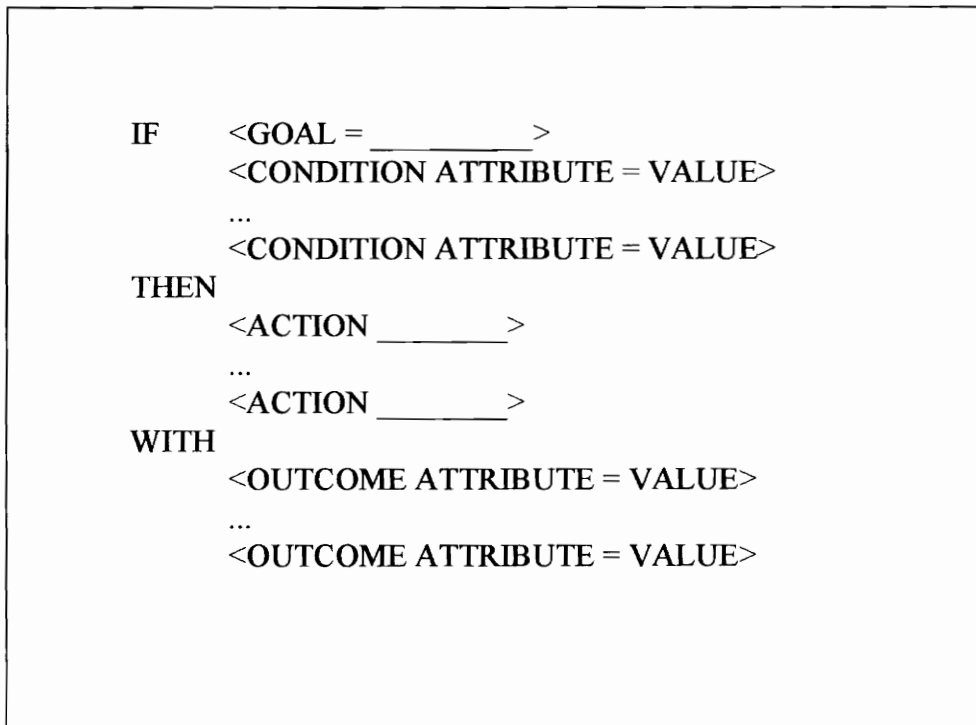 IF <GOAL = __________>
<CONDITION ATTRIBUTE = VALUE>
...
<CONDITION ATTRIBUTE = VALUE>
THEN
<ACTION ________>
...
<ACTION ________>
WITH
<OUTCOME ATTRIBUTE = VALUE>
...
<OUTCOME ATTRIBUTE = VALUE>